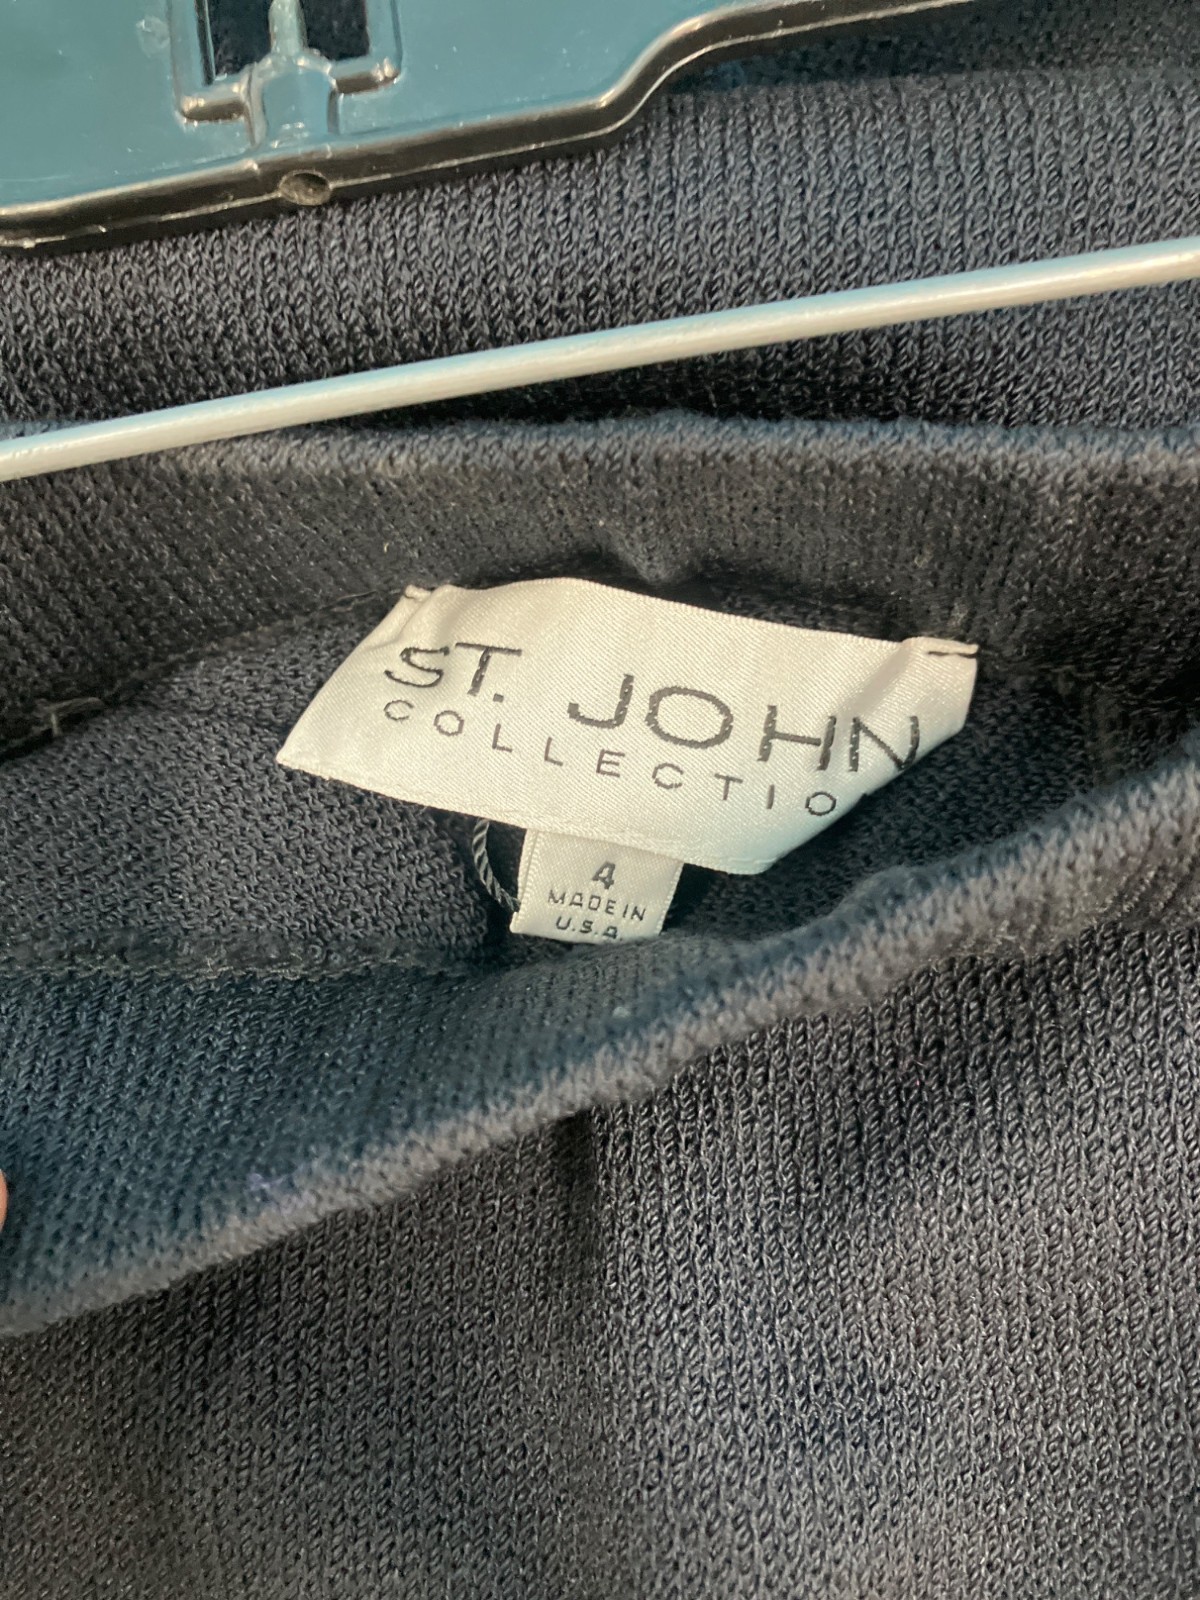 ST. JOHN
COLLECTIO
4
MADE IN
U.S.A.